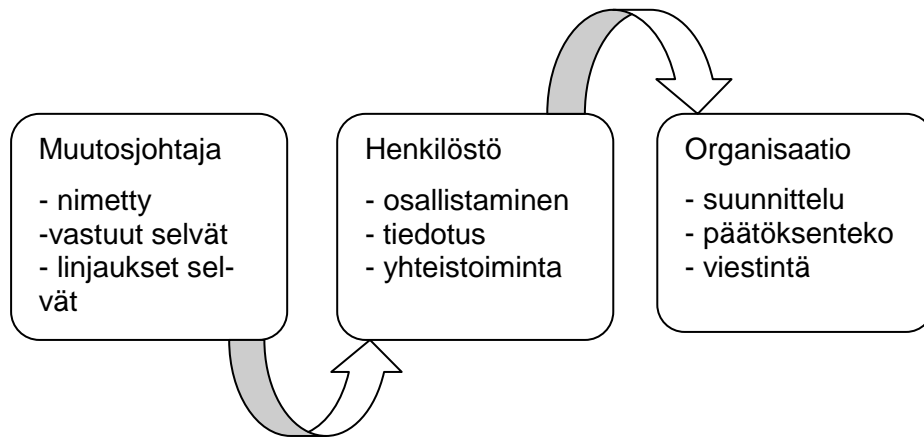 Muutosjohtaja
- nimetty
-vastuut selvät
- linjaukset sel-
vät
Henkilöstö
- osallistaminen
- tiedotus
- yhteistoiminta
Organisaatio
- suunnittelu
- päätöksenteko
- viestintä